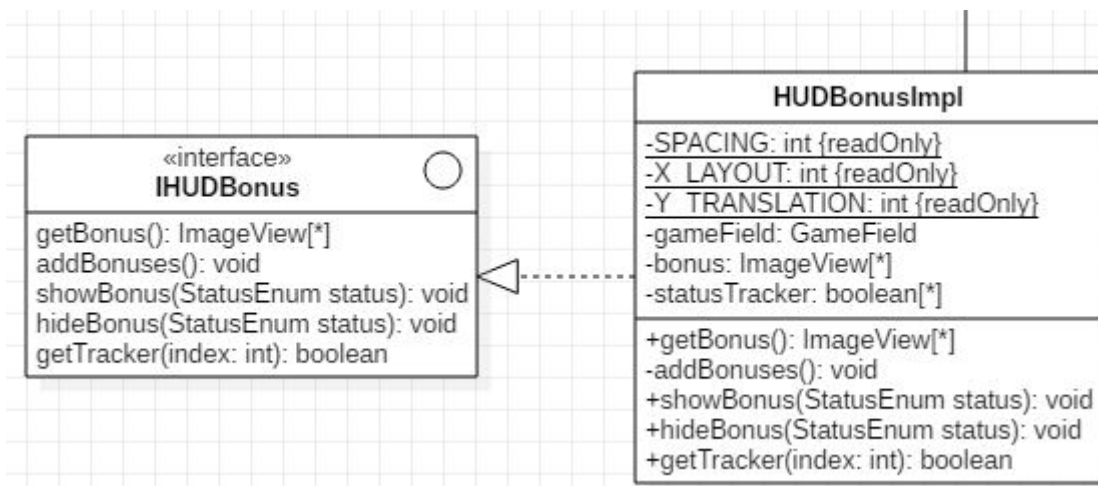 «interface»
IHUDBonus
getBonus(): ImageView[*]
addBonuses(): void
showBonus(StatusEnum status): void
hideBonus(StatusEnum status): void
getTracker(index: int): boolean
HUDBonusImpl
-SPACING: int {readOnly}
-X_LAYOUT: int {readOnly}
-Y_TRANSLATION: int {readOnly}
-gameField: GameField
-bonus: ImageView[*]
-statusTracker: boolean[*]
+getBonus(): ImageView[*]
-addBonuses(): void
+showBonus(StatusEnum status): void
+hideBonus(StatusEnum status): void
+getTracker(index: int): boolean